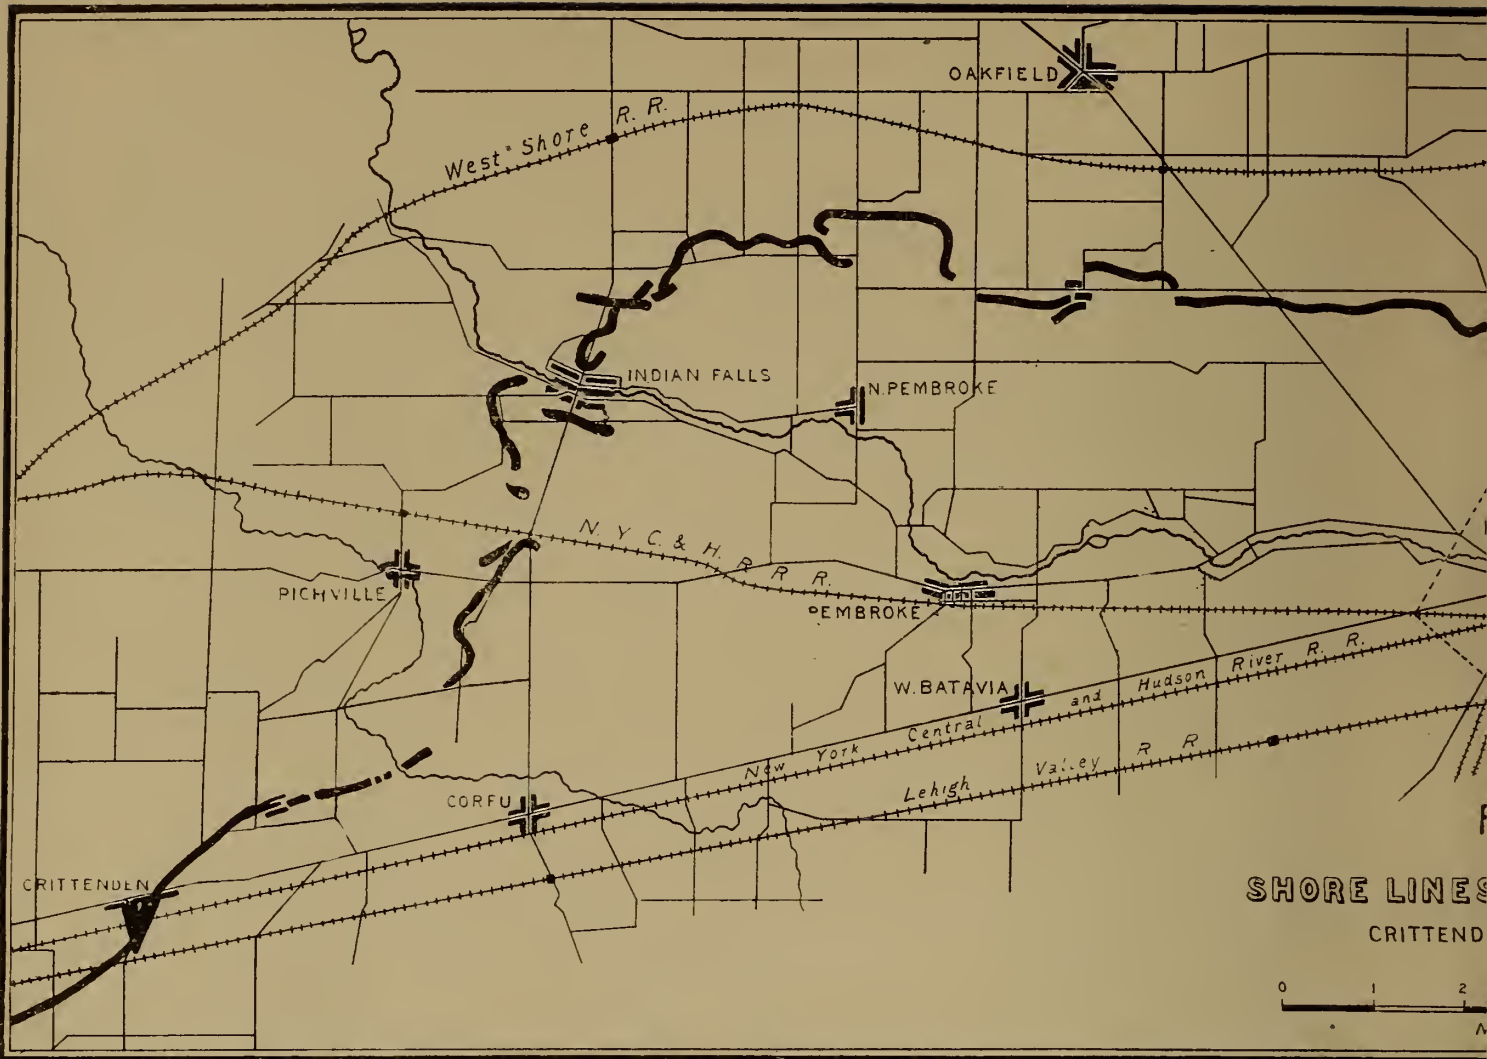 OAKFIELD
West Shore R. R.
INDIAN FALLS
N. PEMBROKE
N. Y. C. & H. R. R. R.
PICHVILLE
PEMBROKE
W. BATAVIA
New York Central and Hudson River R. R.
Lehigh Valley R R
CORFU
CRITTENDEN
SHORE LINES
CRITTEND
0 1 2